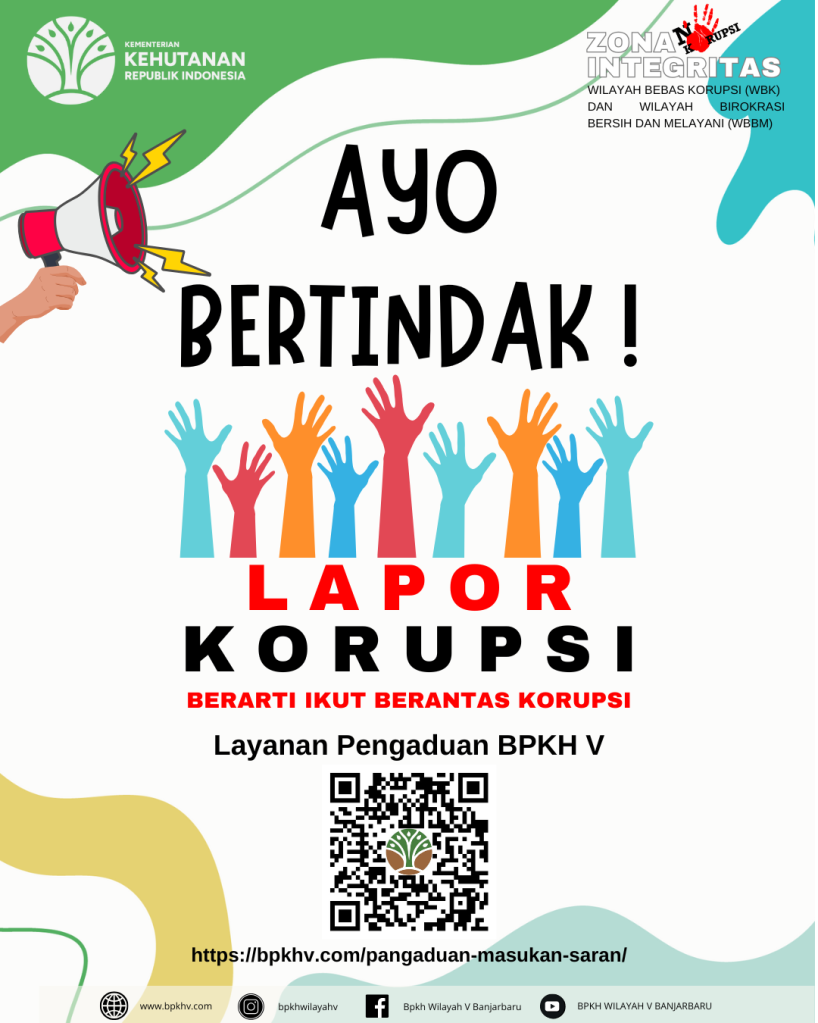 KEMENTERIAN
KEHUTANAN
REPUBLIK INDONESIA
NO KORUPSI
ZONA
INTEGRITAS
WILAYAH BEBAS KORUPSI (WBK)
DAN WILAYAH BIROKRASI
BERSIH DAN MELAYANI (WBBM)
AYO
BERTINDAK !
LAPOR
KORUPSI
BERARTI IKUT BERANTAS KORUPSI
Layanan Pengaduan BPKH V
https://bpkhv.com/pangaduan-masukan-saran/
www.bpkhv.com
bpkhwilayahv
Bpkh Wilayah V Banjarbaru
BPKH WILAYAH V BANJARBARU